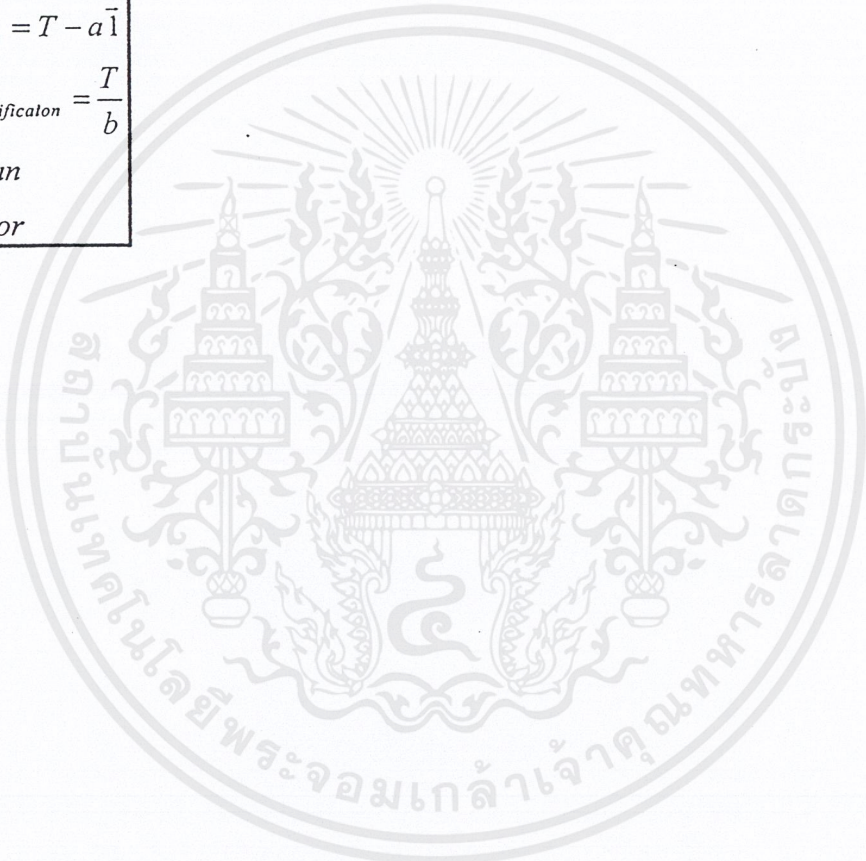 = T − a1⃗
ificaton = T/b
an
or
สถาบันเทคโนโลยีพระจอมเกล้าเจ้าคุณทหารลาดกระบัง